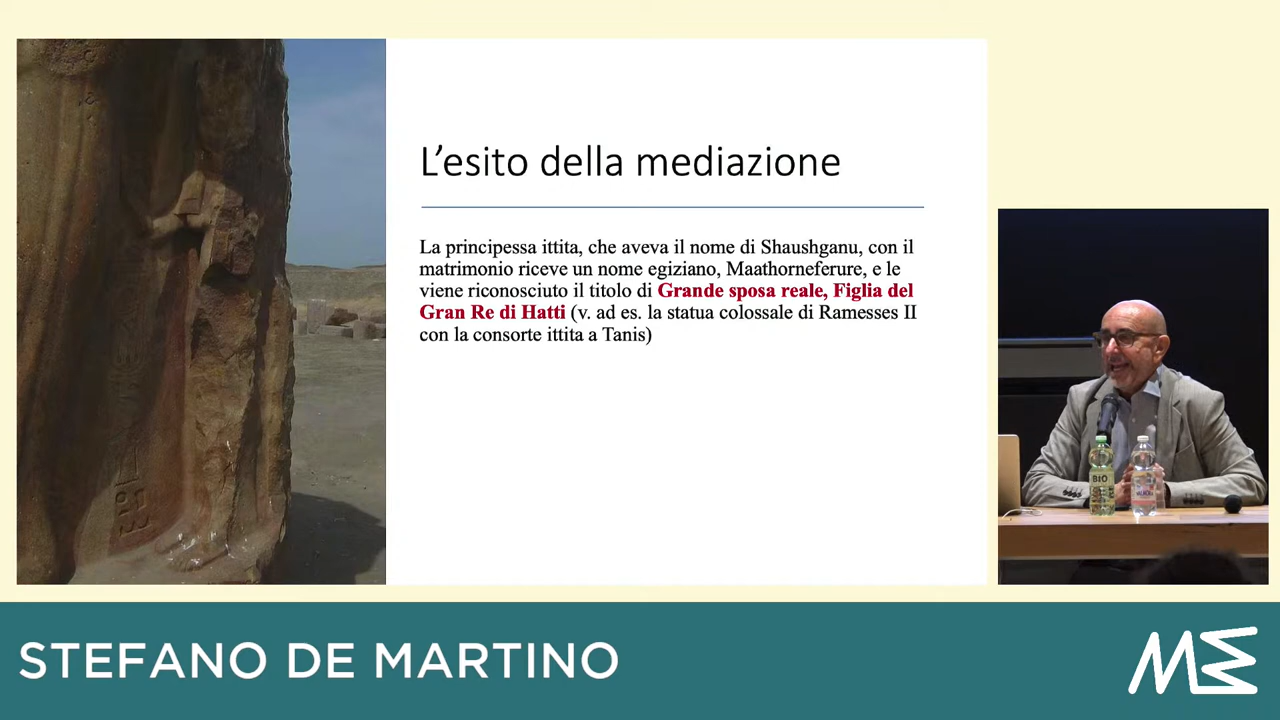 L'esito della mediazione
La principessa ittita, che aveva il nome di Shaushganu, con il
matrimonio riceve un nome egiziano, Maathorneferure, e le
viene riconosciuto il titolo di Grande sposa reale, Figlia del
Gran Re di Hatti (v. ad es. la statua colossale di Ramesses II
con la consorte ittita a Tanis)
BIO
STEFANO DE MARTINO
ME